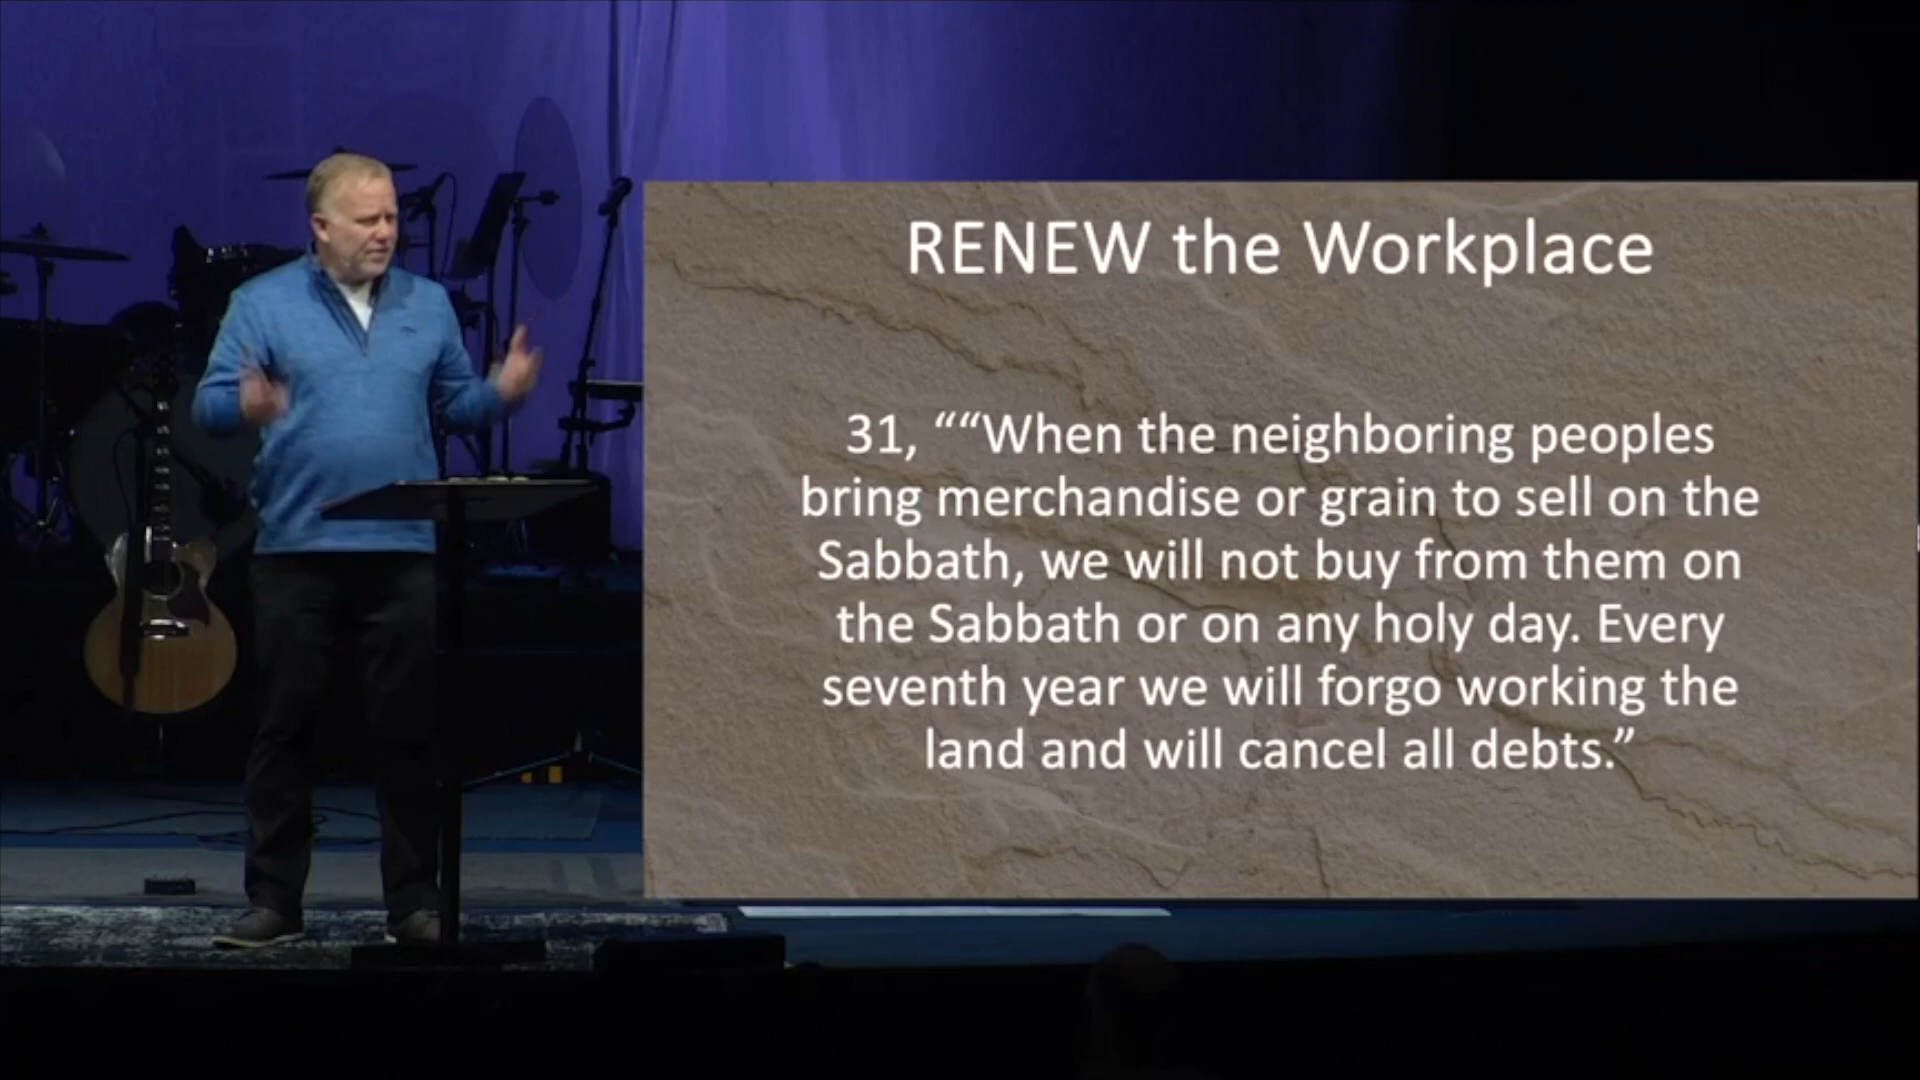 RENEW the Workplace
31, ““When the neighboring peoples
bring merchandise or grain to sell on the
Sabbath, we will not buy from them on
the Sabbath or on any holy day. Every
seventh year we will forgo working the
land and will cancel all debts.”